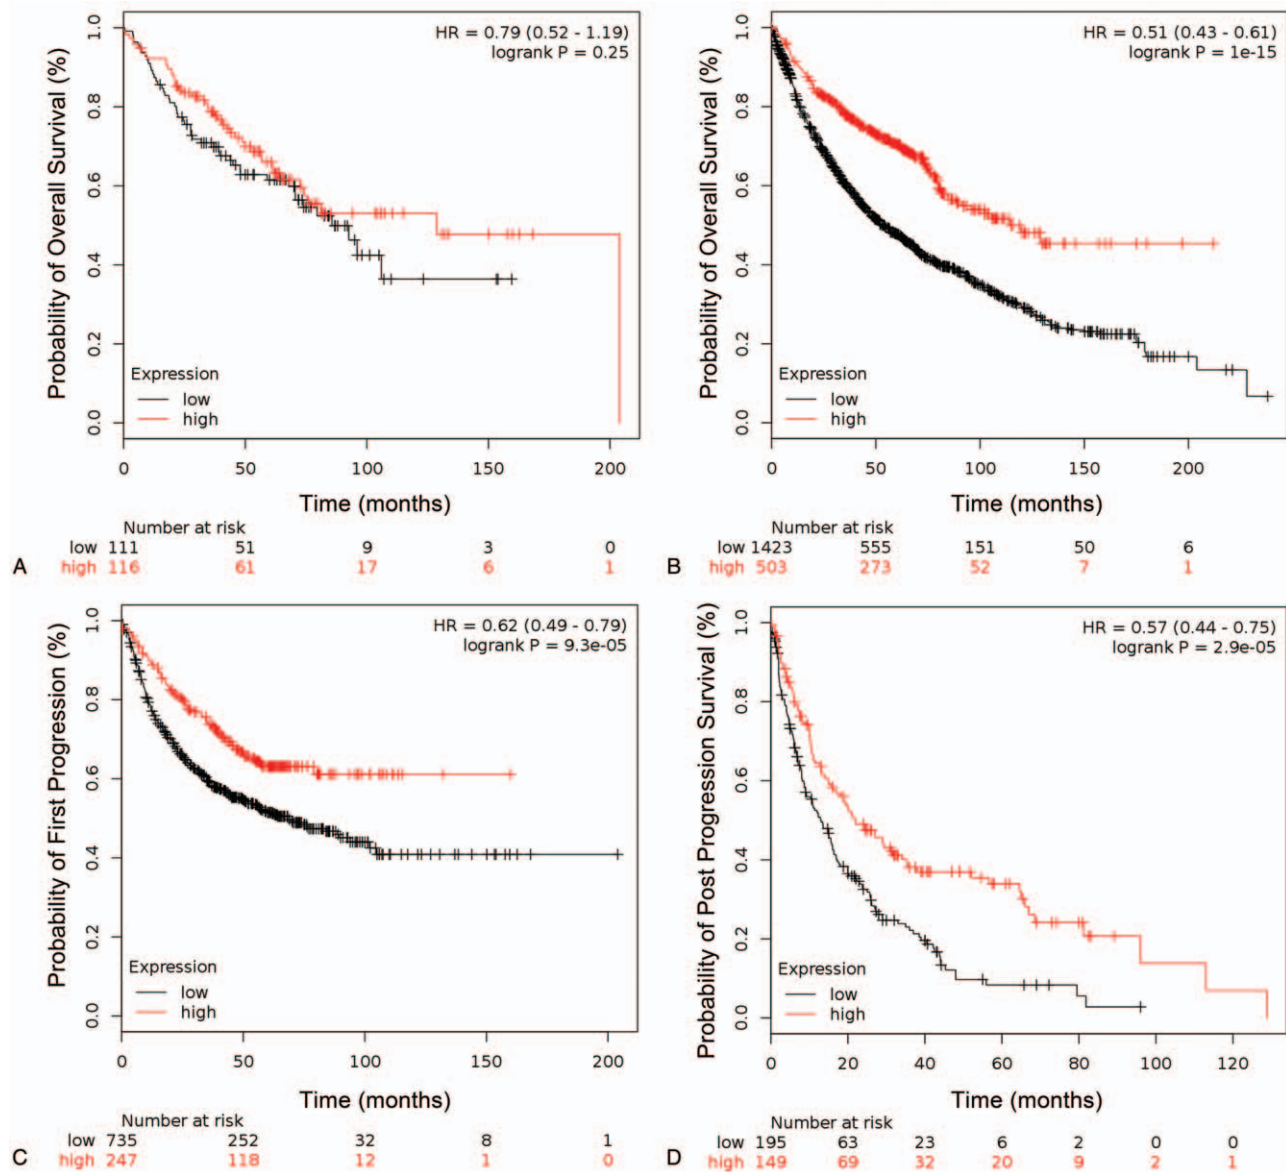 Probability of Overall Survival (%)
1.0
0.8
0.6
0.4
0.2
0.0
HR = 0.79 (0.52 - 1.19)
logrank P = 0.25
Expression
low
high
0 50 100 150 200
Time (months)
Number at risk
low 111 51 9 3 0
high 116 61 17 6 1
A
Probability of Overall Survival (%)
1.0
0.8
0.6
0.4
0.2
0.0
HR = 0.51 (0.43 - 0.61)
logrank P = 1e-15
Expression
low
high
0 50 100 150 200
Time (months)
Number at risk
low 1423 555 151 50 6
high 503 273 52 7 1
B
Probability of First Progression (%)
1.0
0.8
0.6
0.4
0.2
0.0
HR = 0.62 (0.49 - 0.79)
logrank P = 9.3e-05
Expression
low
high
0 50 100 150 200
Time (months)
Number at risk
low 735 252 32 8 1
high 247 118 12 1 0
C
Probability of Post Progression Survival (%)
1.0
0.8
0.6
0.4
0.2
0.0
HR = 0.57 (0.44 - 0.75)
logrank P = 2.9e-05
Expression
low
high
0 20 40 60 80 100 120
Time (months)
Number at risk
low 195 63 23 6 2 0 0
high 149 69 32 20 9 2 1
D